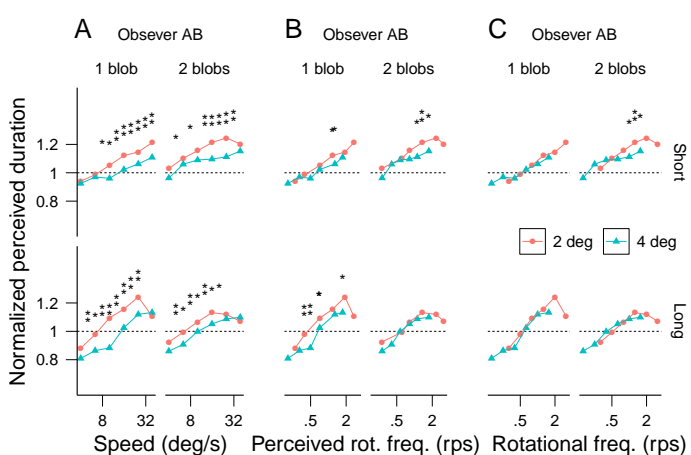 A B C
Obsever AB Obsever AB Obsever AB
1 blob 2 blobs 1 blob 2 blobs 1 blob 2 blobs
Normalized perceived duration
1.2
1
0.8
Short
2 deg 4 deg
1.2
1
0.8
Long
8 32 8 32 .5 2 .5 2 .5 2 .5 2
Speed (deg/s) Perceived rot. freq. (rps) Rotational freq. (rps)